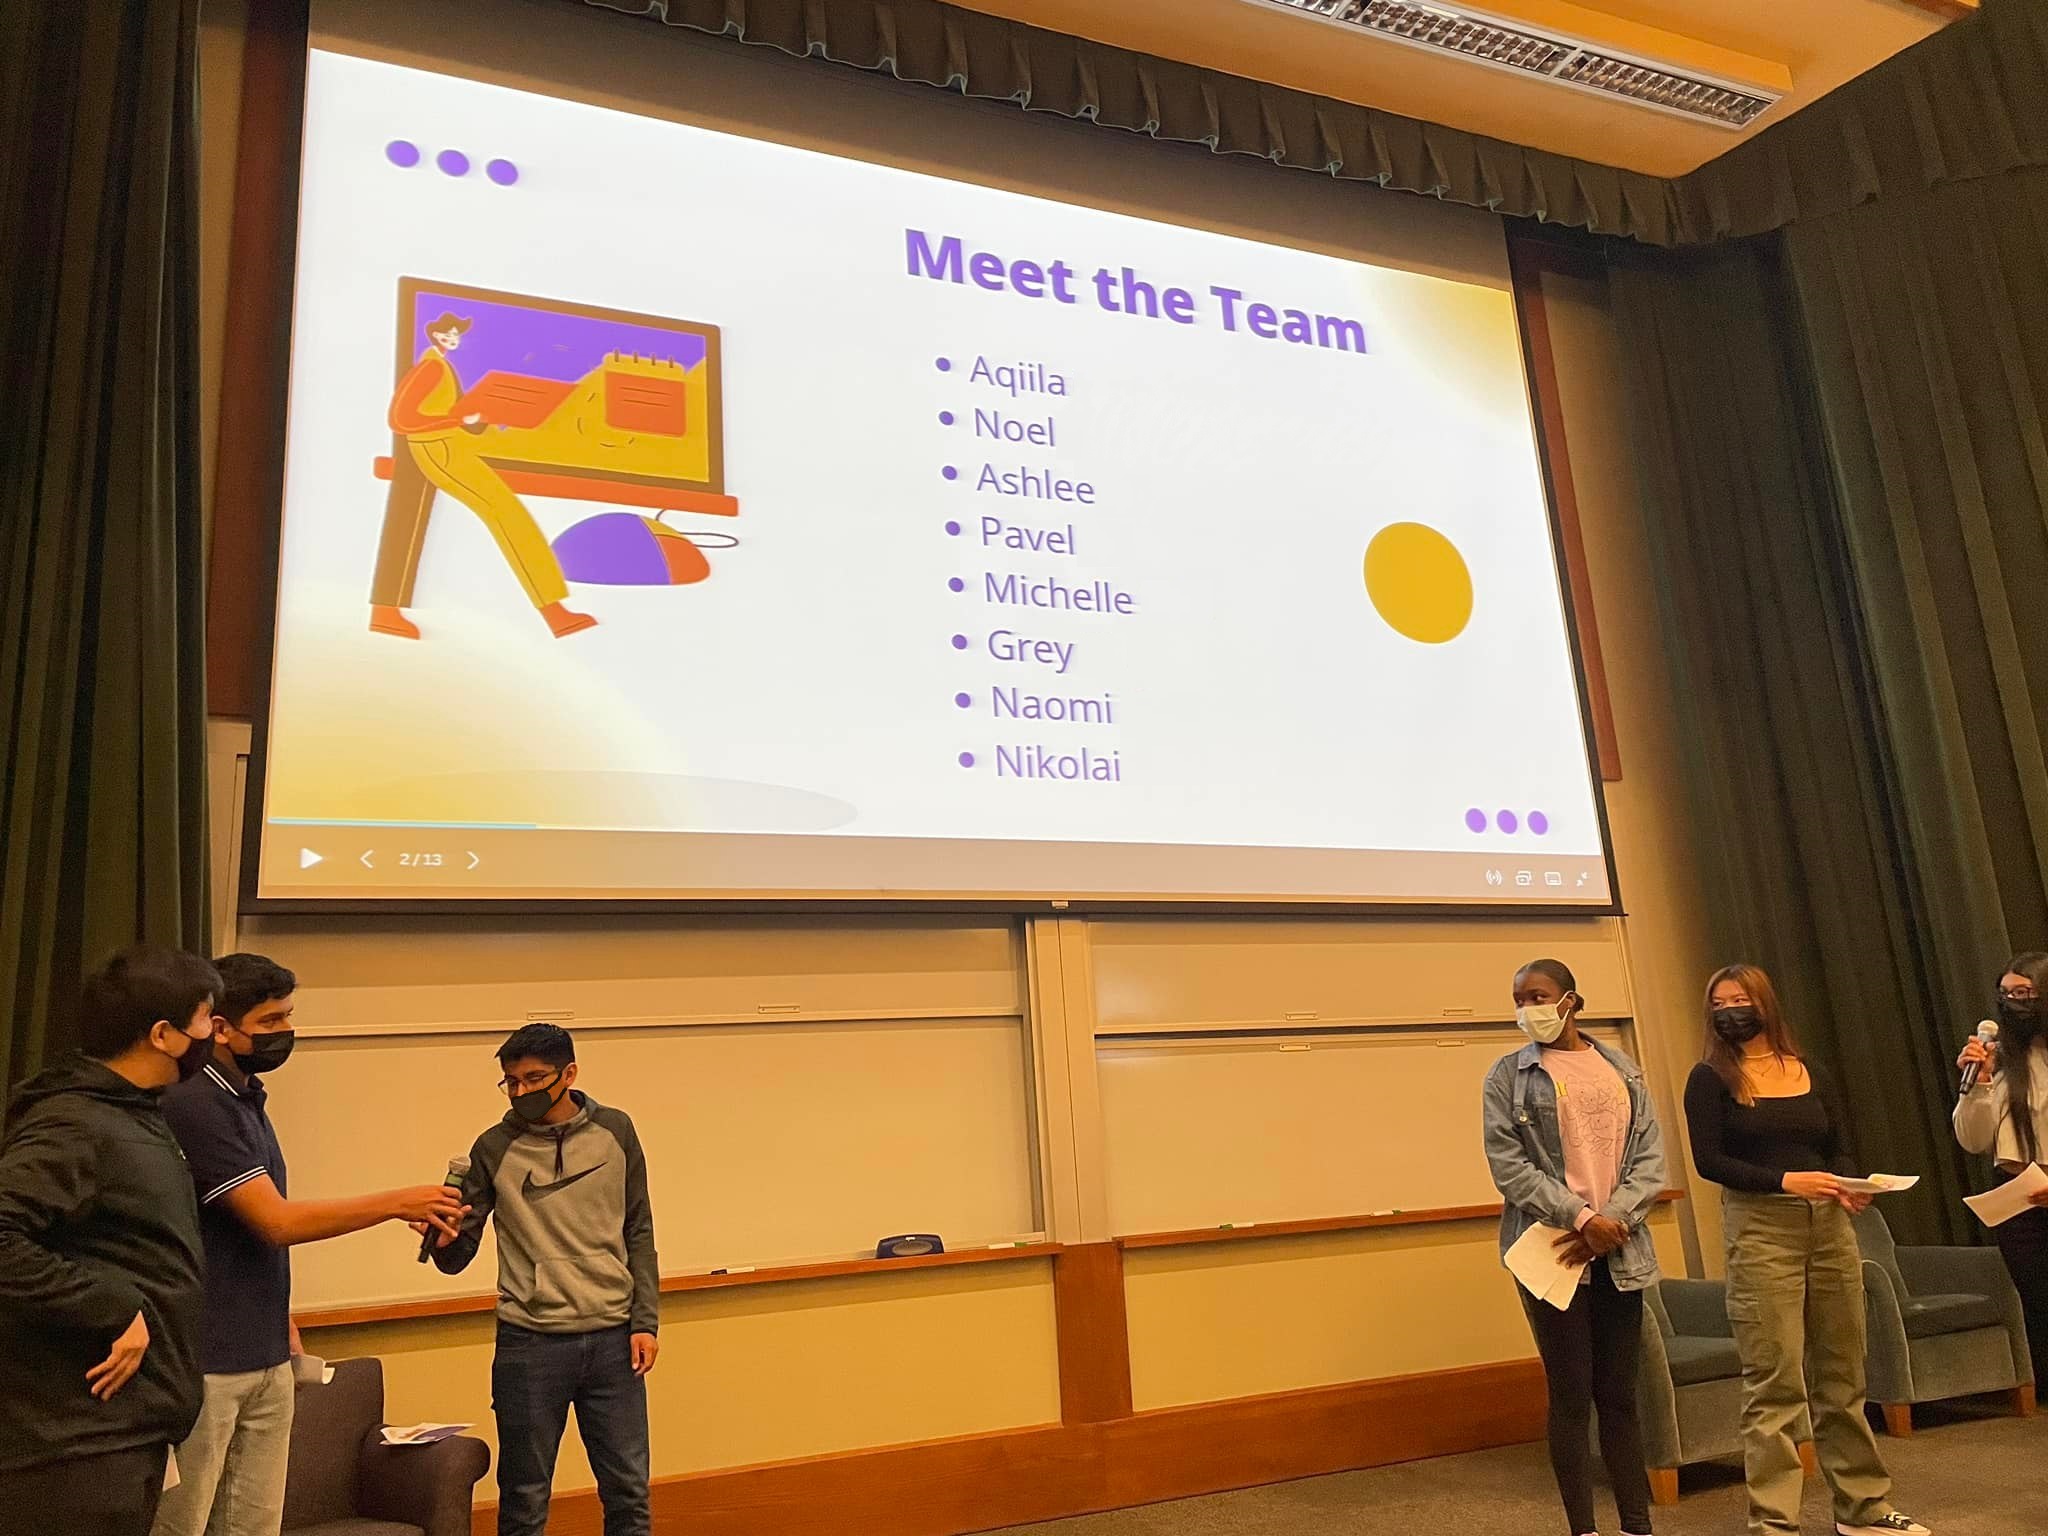 Meet the Team
• Aqiila
• Noel
• Ashlee
• Pavel
• Michelle
• Grey
• Naomi
• Nikolai
2 / 13